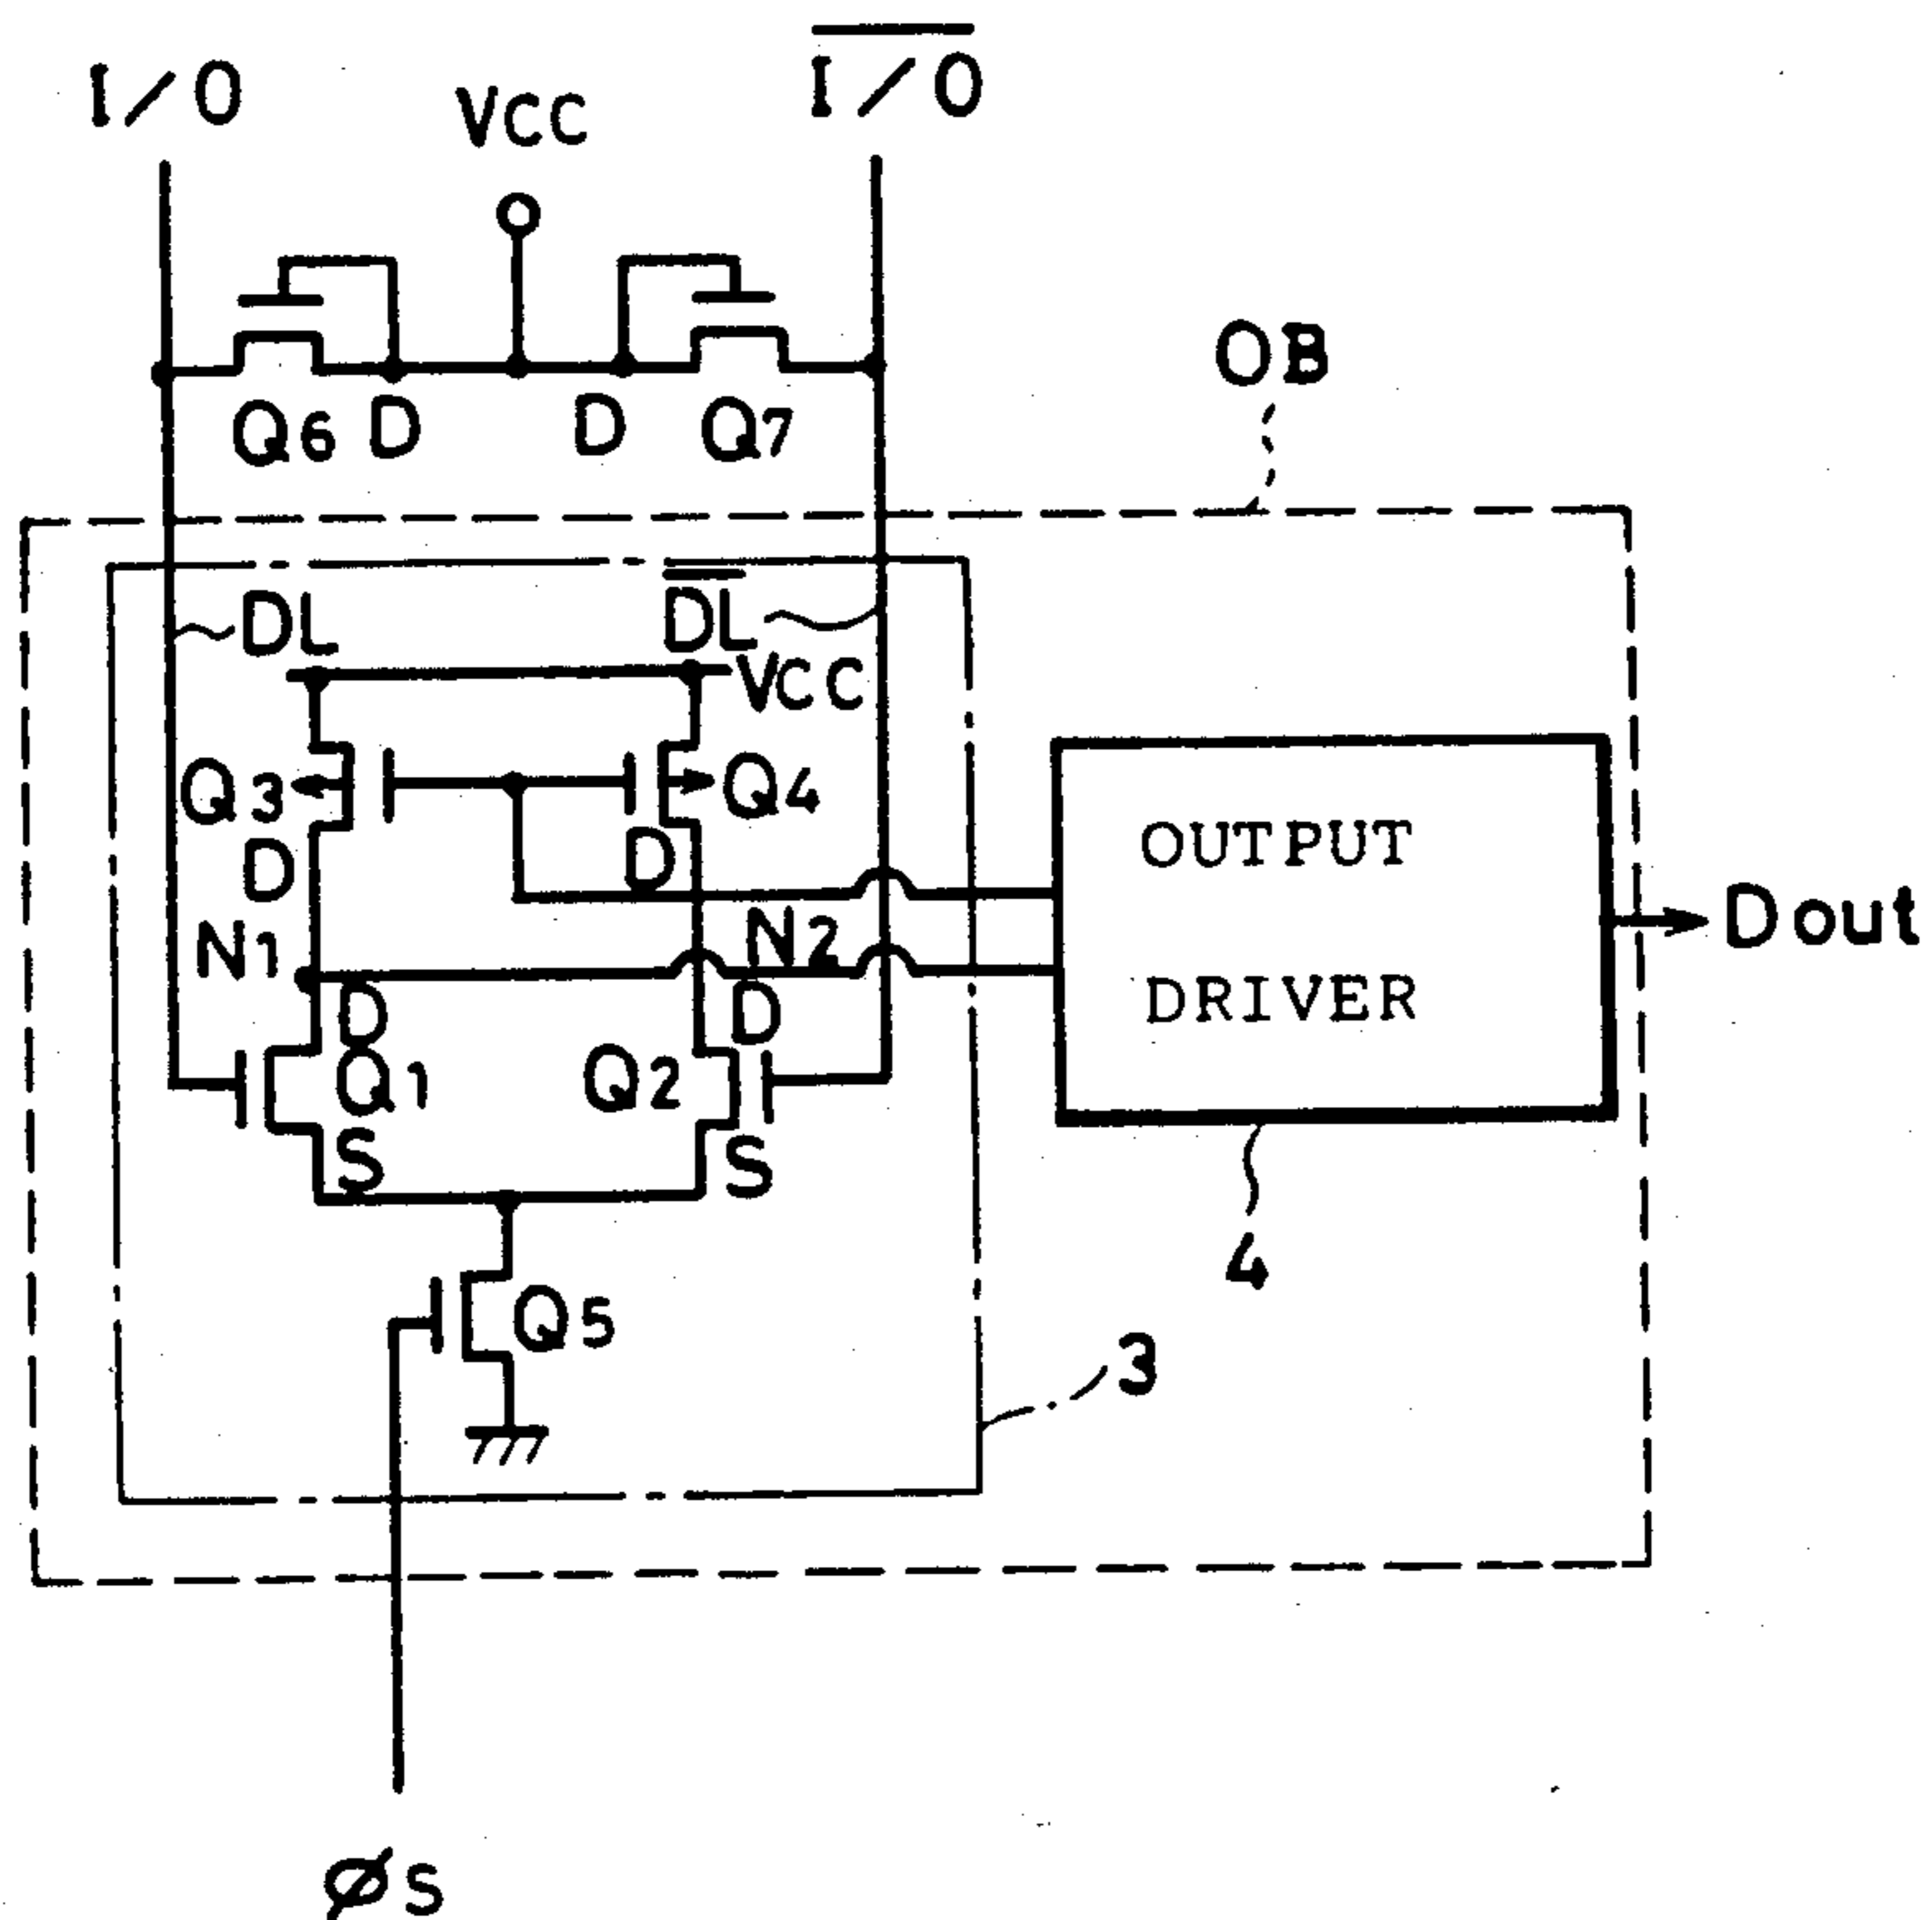 I/O
I/O
VCC
Q6
D
D
Q7
OB
DL
DL
VCC
Q3
Q4
D
D
OUTPUT
Dout
N1
N2
DRIVER
D
D
Q1
Q2
S
S
4
Q5
3
øs